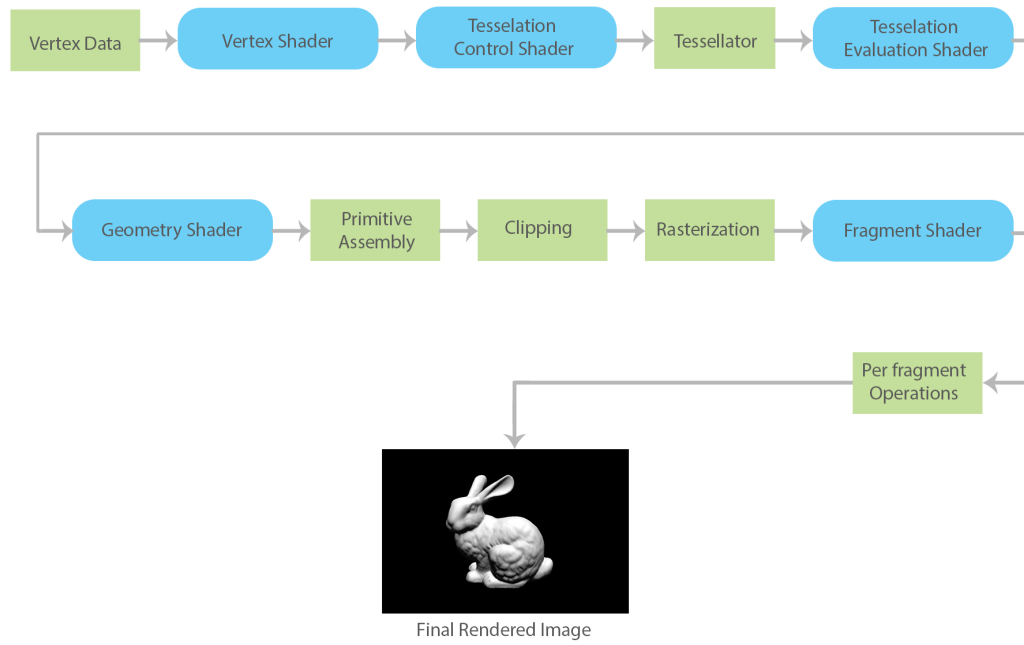 Vertex Data
Vertex Shader
Tesselation
Control Shader
Tessellator
Tesselation
Evaluation Shader
Geometry Shader
Primitive
Assembly
Clipping
Rasterization
Fragment Shader
Per fragment
Operations
Final Rendered Image